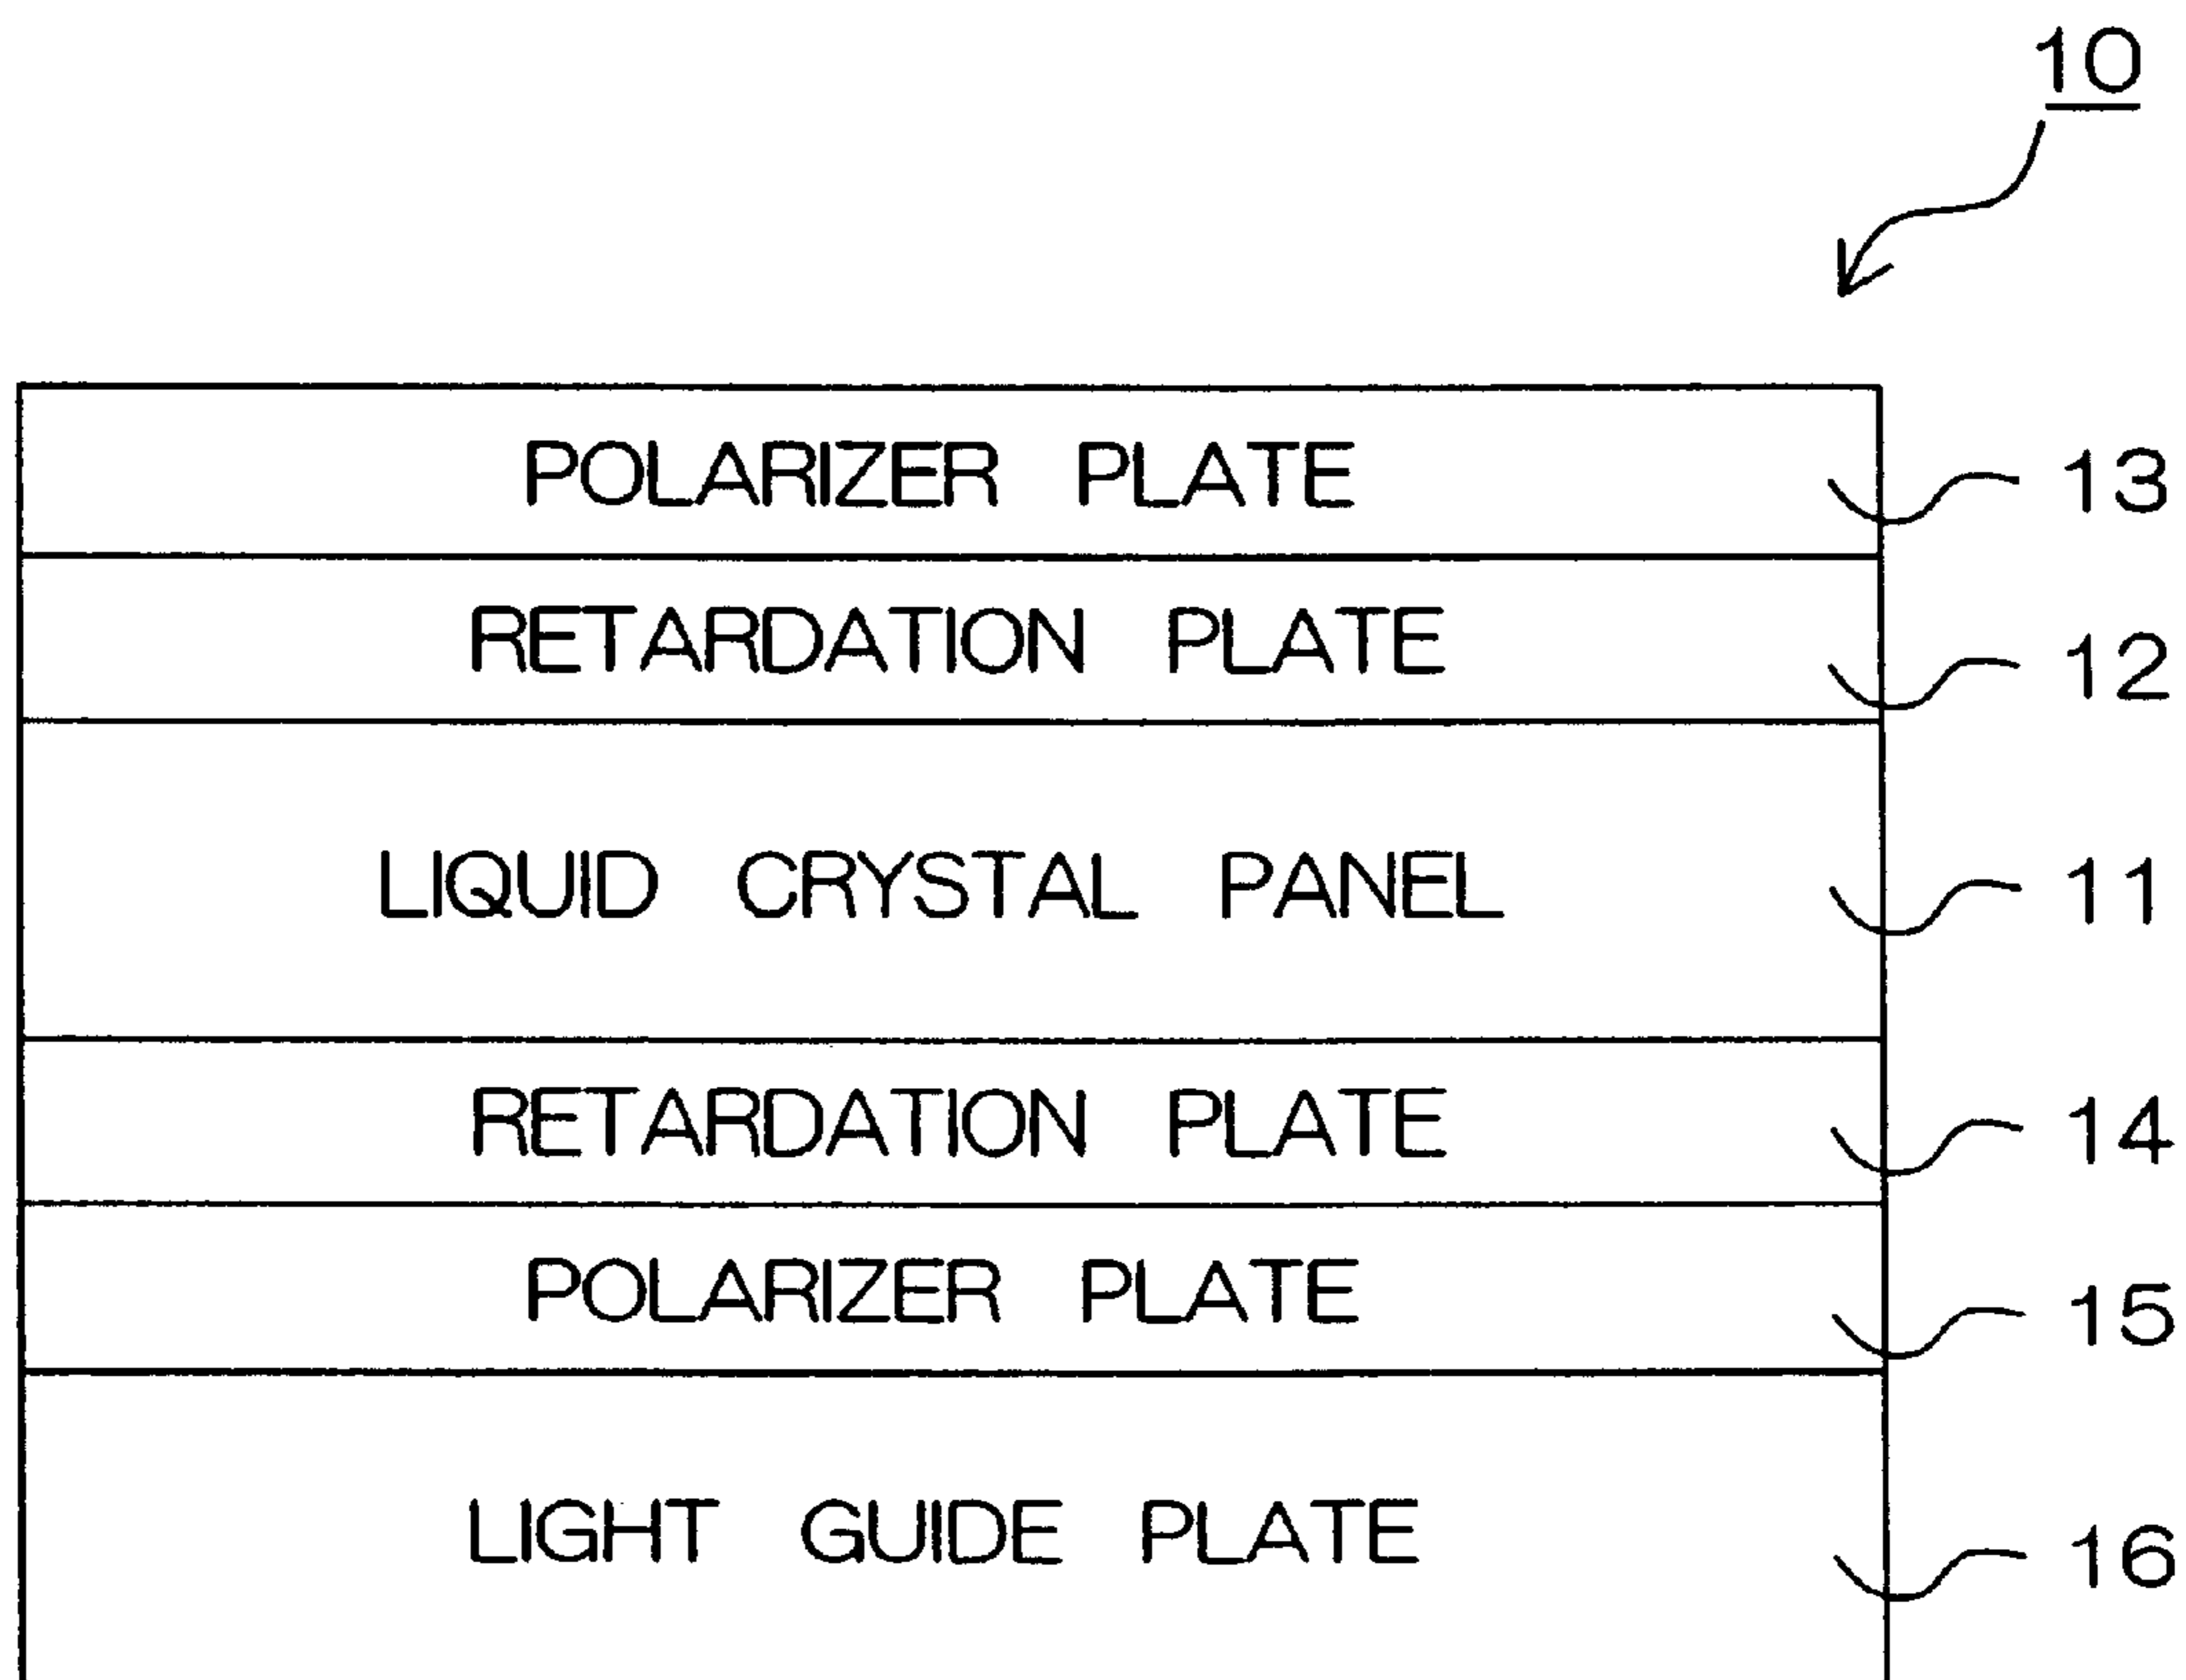 10
POLARIZER PLATE 13
RETARDATION PLATE 12
LIQUID CRYSTAL PANEL 11
RETARDATION PLATE 14
POLARIZER PLATE 15
LIGHT GUIDE PLATE 16